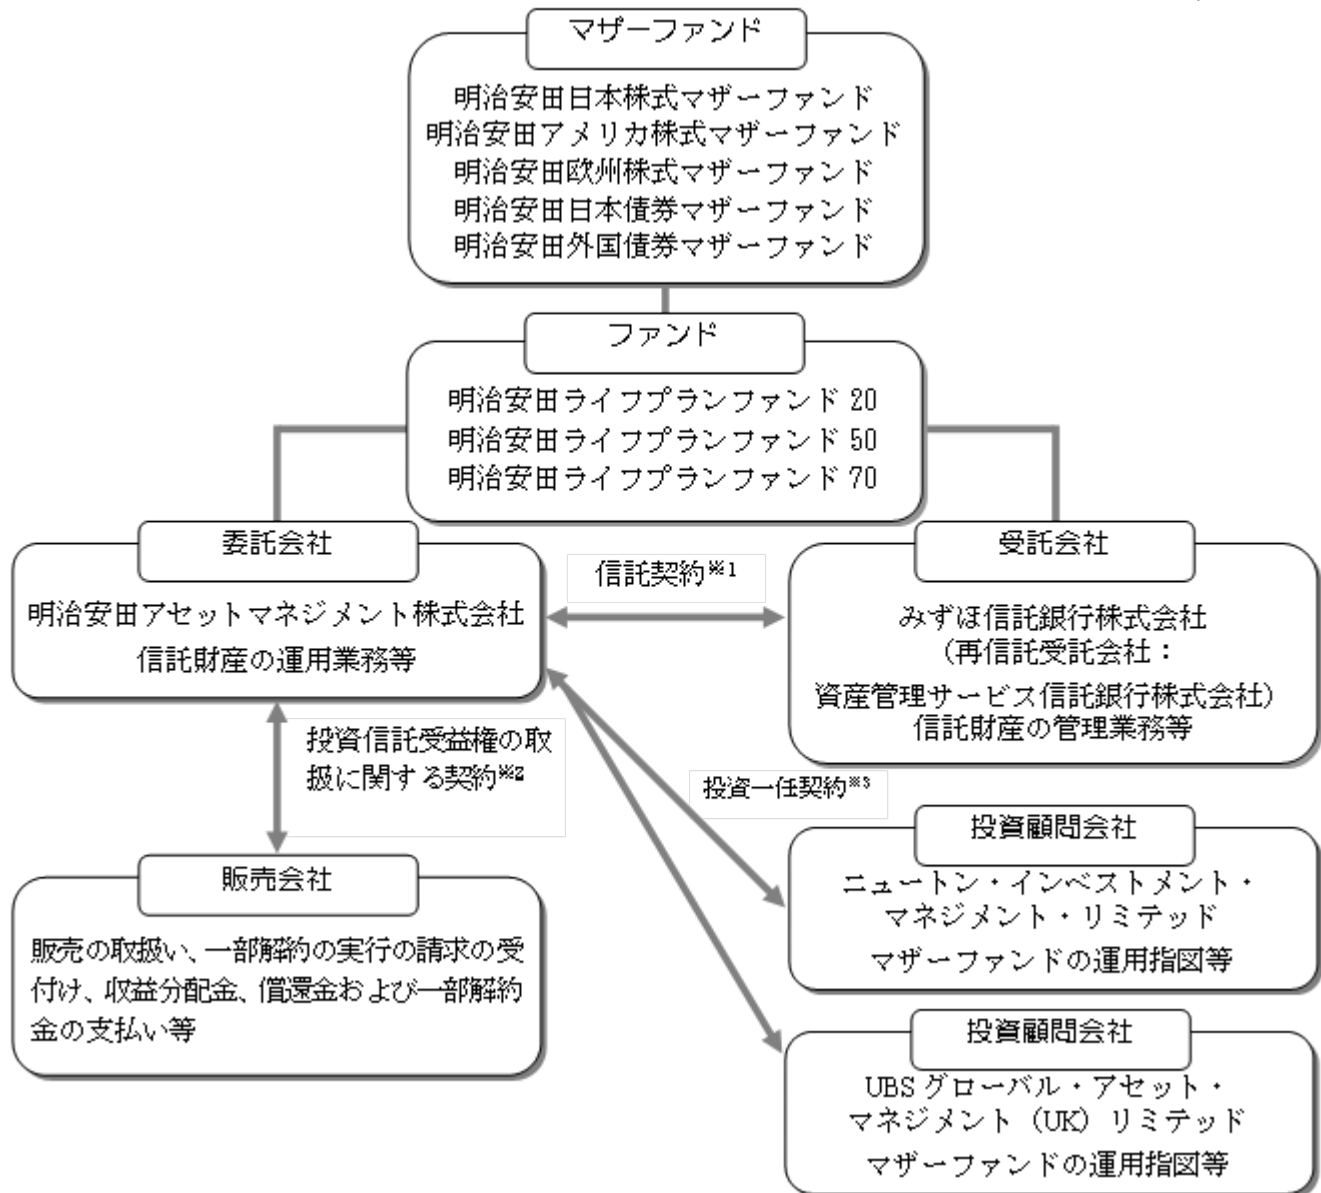 マザーファンド
明治安田日本株式マザーファンド
明治安田アメリカ株式マザーファンド
明治安田欧州株式マザーファンド
明治安田日本債券マザーファンド
明治安田外国債券マザーファンド
ファンド
明治安田ライフプランファンド 20
明治安田ライフプランファンド 50
明治安田ライフプランファンド 70
委託会社
明治安田アセットマネジメント株式会社
信託財産の運用業務等
信託契約※1
受託会社
みずほ信託銀行株式会社
(再信託受託会社:
資産管理サービス信託銀行株式会社)
信託財産の管理業務等
投資信託受益権の取
扱に関する契約※2
投資一任契約※3
販売会社
販売の取扱い、一部解約の実行の請求の受
付け、収益分配金、償還金および一部解約
金の支払い等
投資顧問会社
ニュートン・インベストメント・
マネジメント・リミテッド
マザーファンドの運用指図等
投資顧問会社
UBS グローバル・アセット・
マネジメント (UK) リミテッド
マザーファンドの運用指図等